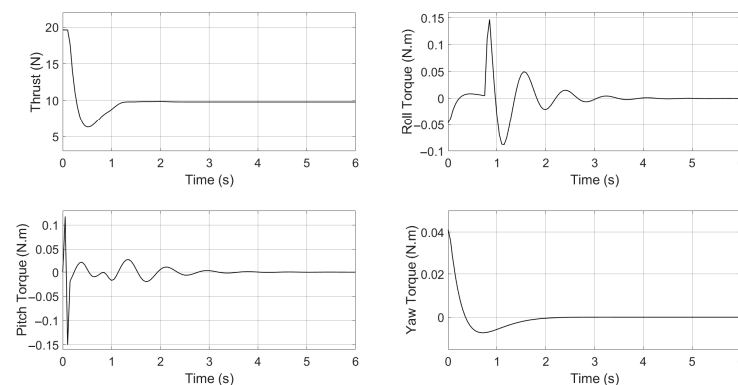 Thrust (N)
20
15
10
5
0 1 2 3 4 5 6
Time (s)
Roll Torque (N.m)
0.15
0.1
0.05
0
−0.05
−0.1
0 1 2 3 4 5 6
Time (s)
Pitch Torque (N.m)
0.1
0.05
0
−0.05
−0.1
−0.15
0 1 2 3 4 5 6
Time (s)
Yaw Torque (N.m)
0.04
0.02
0
0 1 2 3 4 5 6
Time (s)